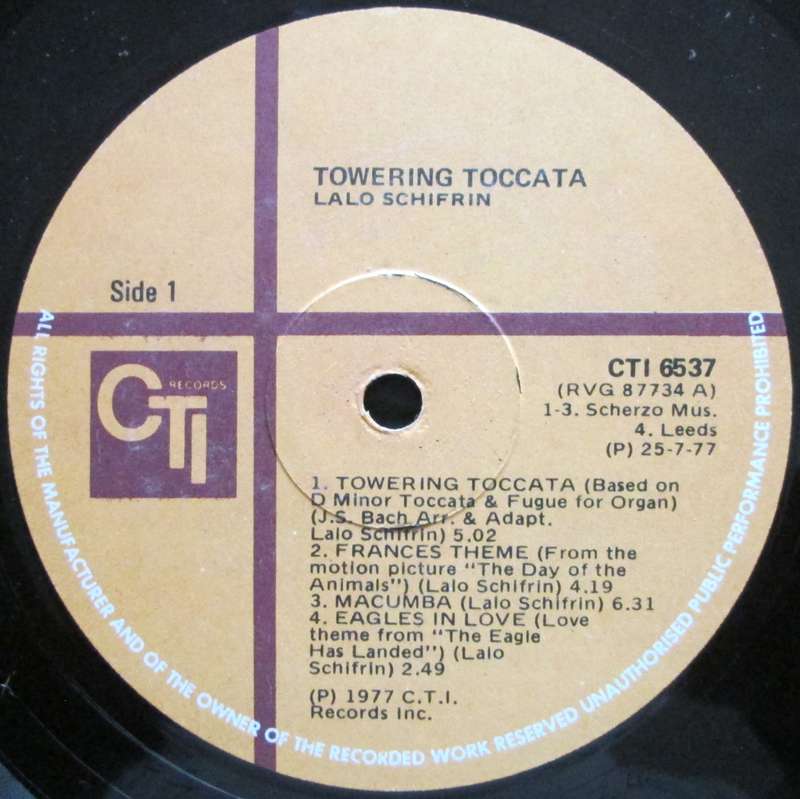 TOWERING TOCCATA
LALO SCHIFRIN
Side 1
CTI RECORDS
CTI 6537
(RVG 87734 A)
1-3. Scherzo Mus.
4. Leeds
(P) 25-7-77
1. TOWERING TOCCATA (Based on
D Minor Toccata & Fugue for Organ)
(J.S. Bach Arr. & Adapt.
Lalo Schifrin) 5.02
2. FRANCES THEME (From the
motion picture "The Day of the
Animals") (Lalo Schifrin) 4.19
3. MACUMBA (Lalo Schifrin) 6.31
4. EAGLES IN LOVE (Love
theme from "The Eagle
Has Landed") (Lalo
Schifrin) 2.49
(P) 1977 C.T.I.
Records Inc.
ALL RIGHTS OF THE MANUFACTURER AND OF THE OWNER OF THE RECORDED WORK RESERVED UNAUTHORISED PUBLIC PERFORMANCE PROHIBITED